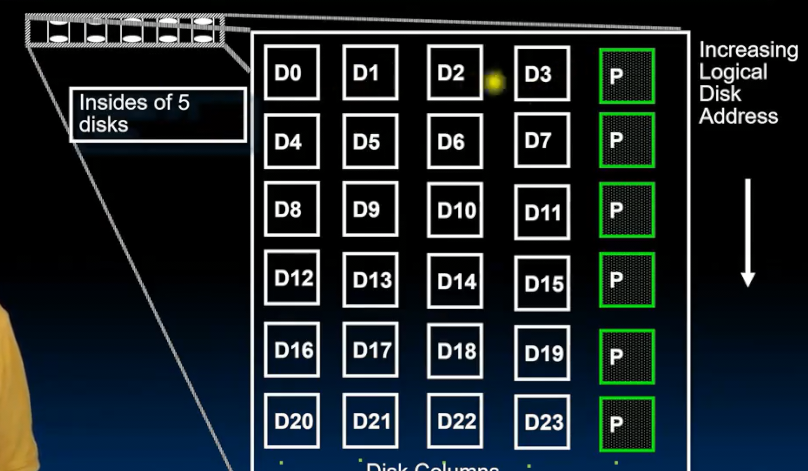 Insides of 5
disks
D0 D1 D2 D3 P
D4 D5 D6 D7 P
D8 D9 D10 D11 P
D12 D13 D14 D15 P
D16 D17 D18 D19 P
D20 D21 D22 D23 P
Disk Columns
Increasing
Logical
Disk
Address